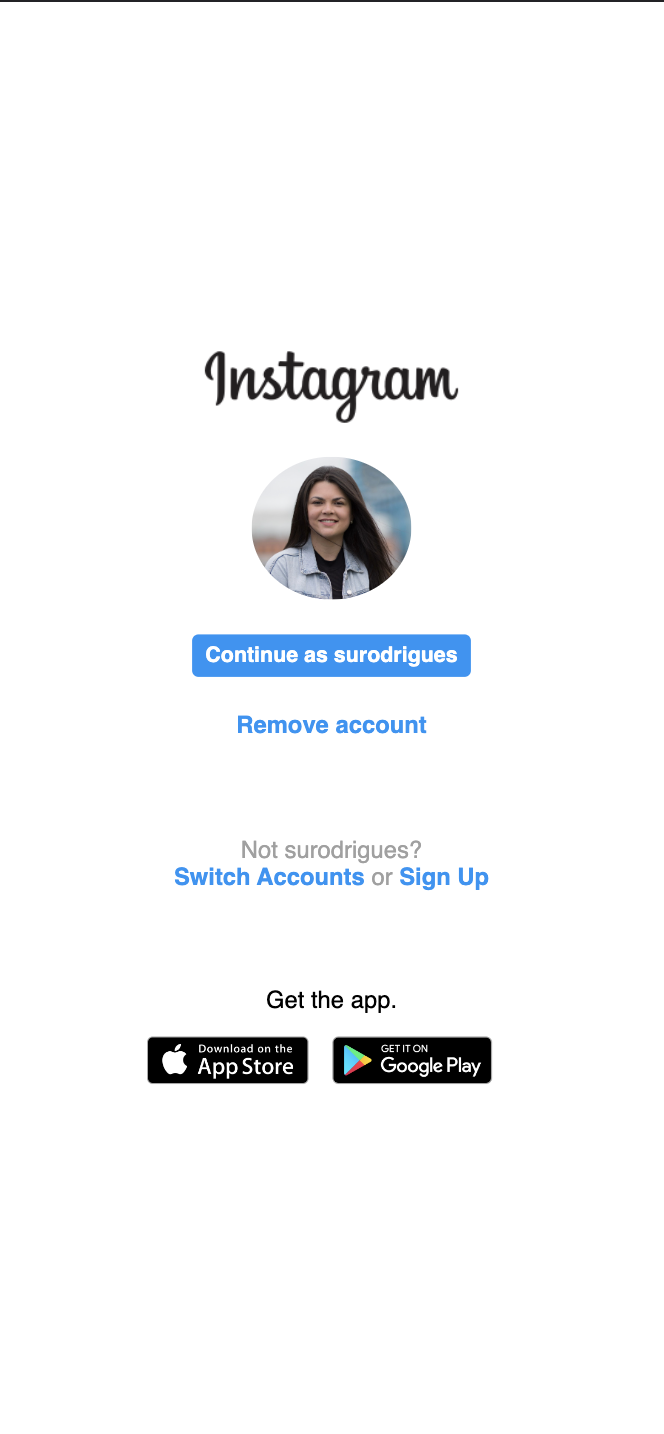 Instagram
Continue as surodrigues
Remove account
Not surodrigues?
Switch Accounts or Sign Up
Get the app.
Download on the
App Store
GET IT ON
Google Play